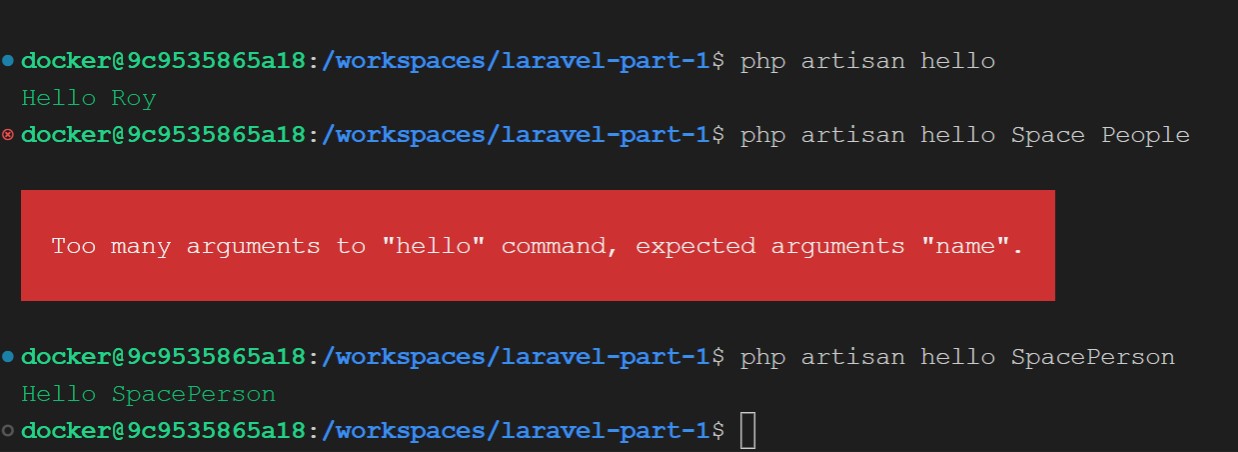 docker@9c9535865a18:/workspaces/laravel-part-1$ php artisan hello
Hello Roy
docker@9c9535865a18:/workspaces/laravel-part-1$ php artisan hello Space People
Too many arguments to "hello" command, expected arguments "name".
docker@9c9535865a18:/workspaces/laravel-part-1$ php artisan hello SpacePerson
Hello SpacePerson
docker@9c9535865a18:/workspaces/laravel-part-1$